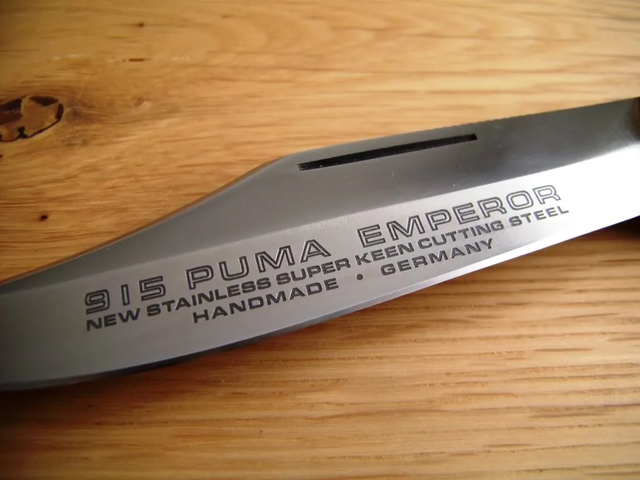 915 PUMA EMPEROR
NEW STAINLESS SUPER KEEN CUTTING STEEL
HANDMADE • GERMANY